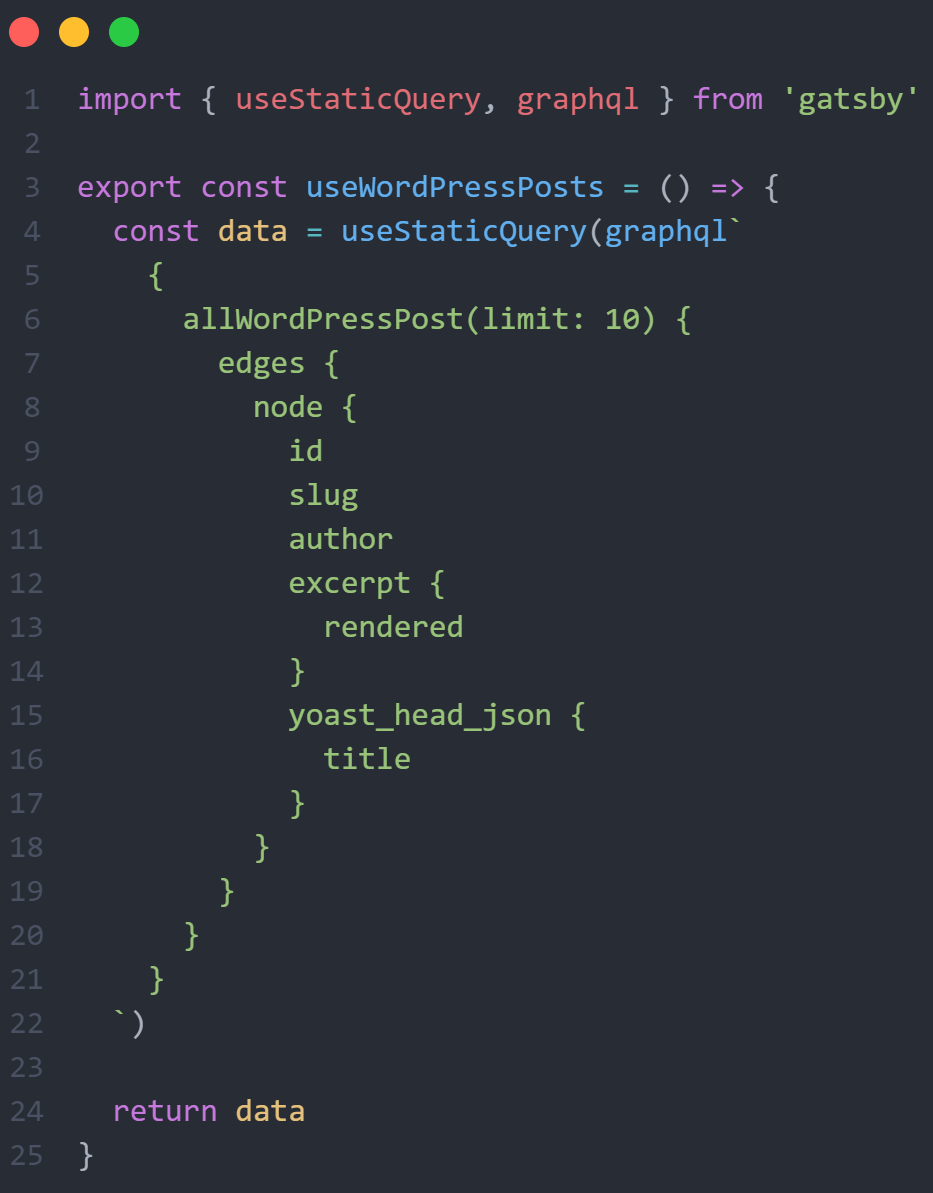 1 import { useStaticQuery, graphql } from 'gatsby'
2
3 export const useWordPressPosts = () => {
4   const data = useStaticQuery(graphql`
5     {
6       allWordPressPost(limit: 10) {
7         edges {
8           node {
9             id
10             slug
11             author
12             excerpt {
13               rendered
14             }
15             yoast_head_json {
16               title
17             }
18           }
19         }
20       }
21     }
22   `)
23
24   return data
25 }